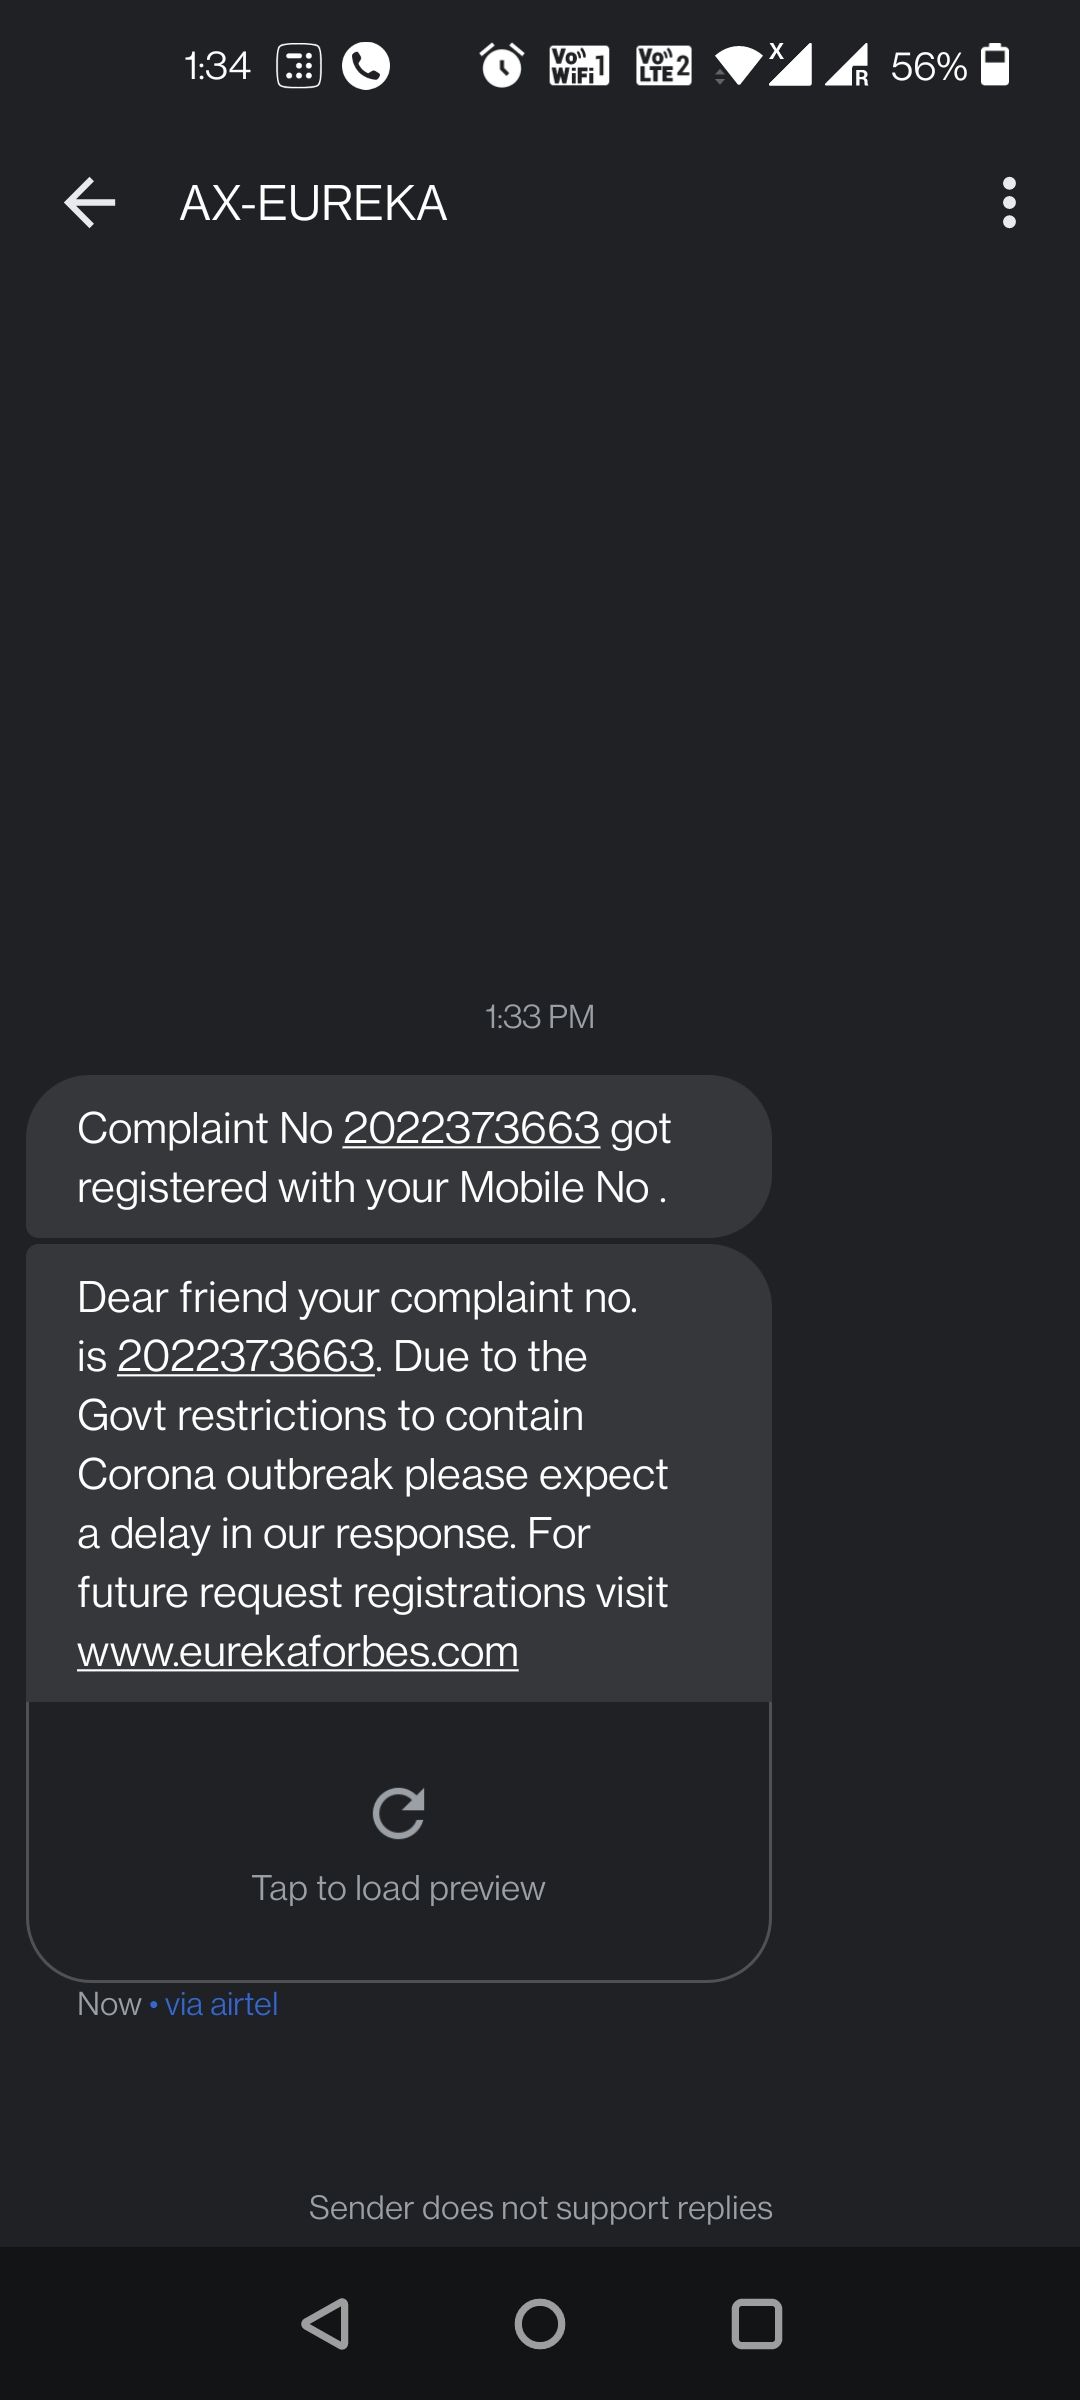 1:34 Vo WiFi 1 Vo LTE 2 X R 56%
AX-EUREKA
1:33 PM
Complaint No 2022373663 got
registered with your Mobile No .
Dear friend your complaint no.
is 2022373663. Due to the
Govt restrictions to contain
Corona outbreak please expect
a delay in our response. For
future request registrations visit
www.eurekaforbes.com
Tap to load preview
Now • via airtel
Sender does not support replies